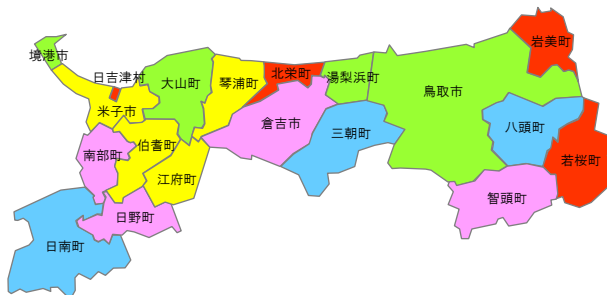 岩美町
境港市
日吉津村
大山町
琴浦町
北栄町
湯梨浜町
鳥取市
米子市
倉吉市
三朝町
八頭町
南部町
伯耆町
若桜町
江府町
智頭町
日野町
日南町